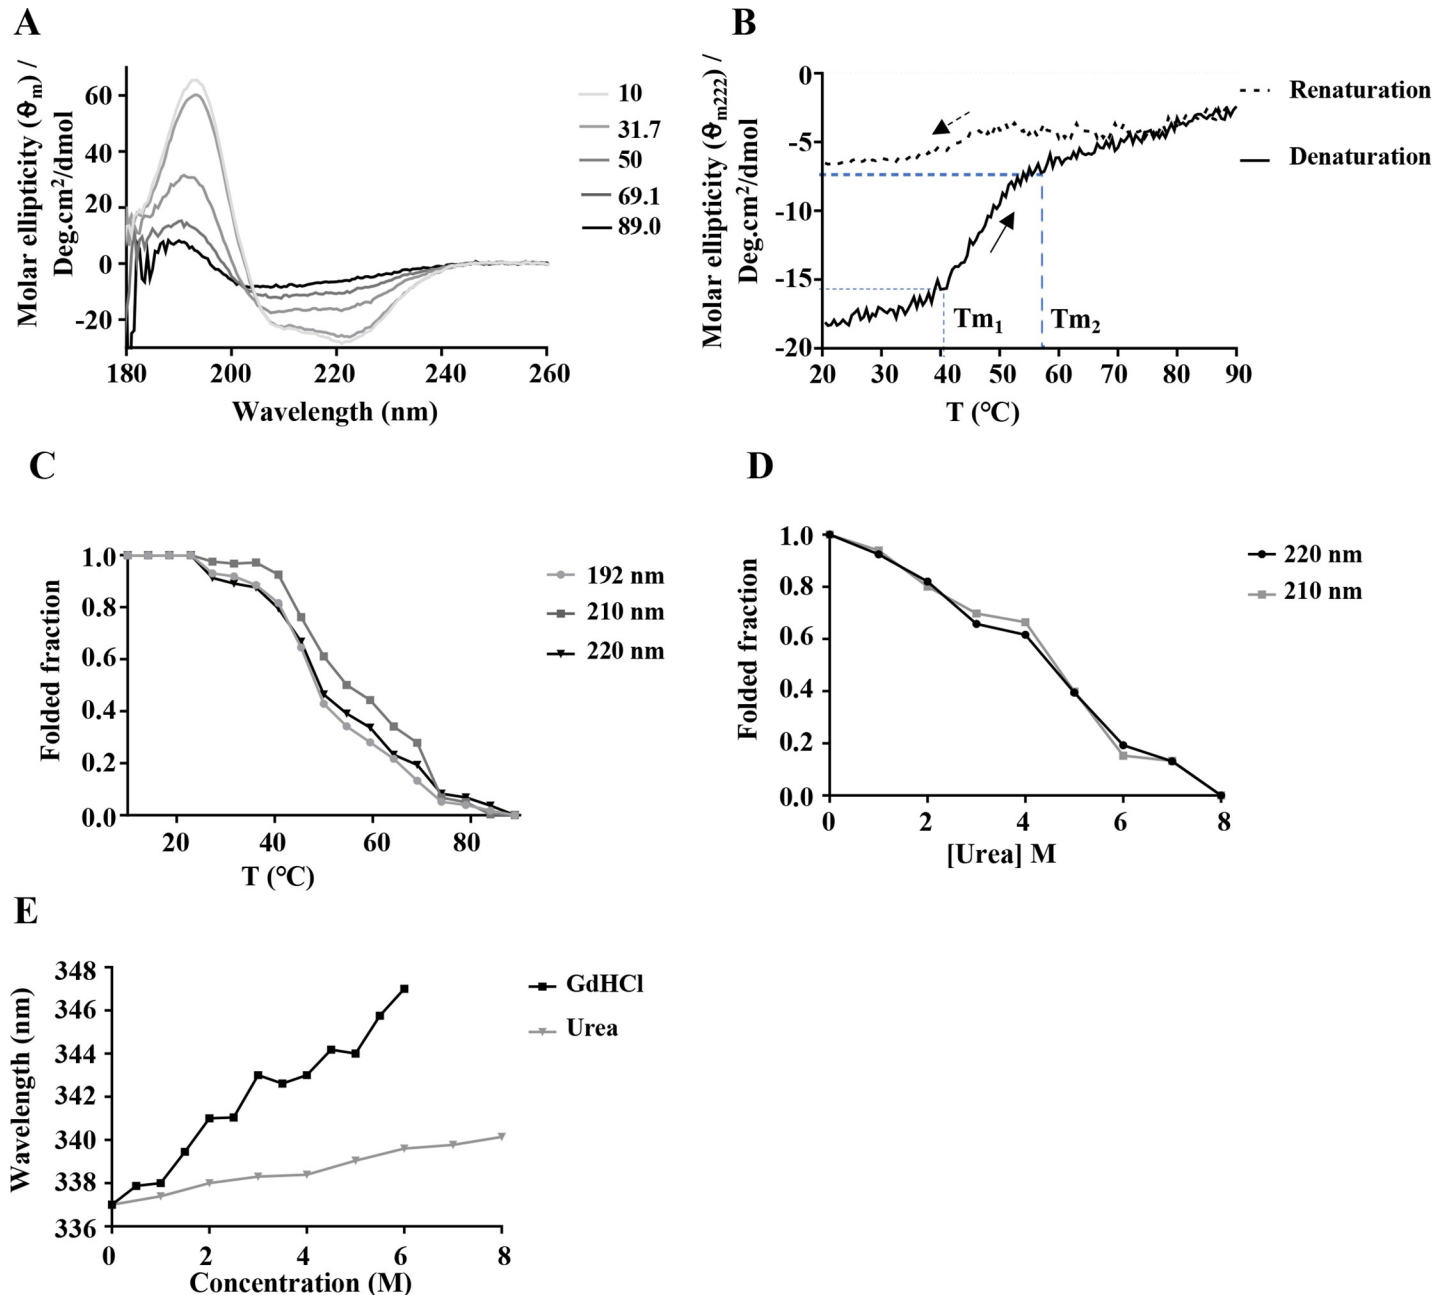 A
Molar ellipticity (ϑm) /
Deg.cm2/dmol
60
40
20
0
-20
180
200
220
240
260
Wavelength (nm)
10
31.7
50
69.1
89.0
B
Molar ellipticity (ϑm222) /
Deg.cm2/dmol
0
-5
-10
-15
-20
20
30
40
50
60
70
80
90
T (°C)
Tm1
Tm2
Renaturation
Denaturation
C
Folded fraction
1.0
0.8
0.6
0.4
0.2
0.0
20
40
60
80
T (°C)
192 nm
210 nm
220 nm
D
Folded fraction
1.0
0.8
0.6
0.4
0.2
0.0
0
2
4
6
8
[Urea] M
220 nm
210 nm
E
Wavelength (nm)
348
346
344
342
340
338
336
0
2
4
6
8
Concentration (M)
GdHCl
Urea